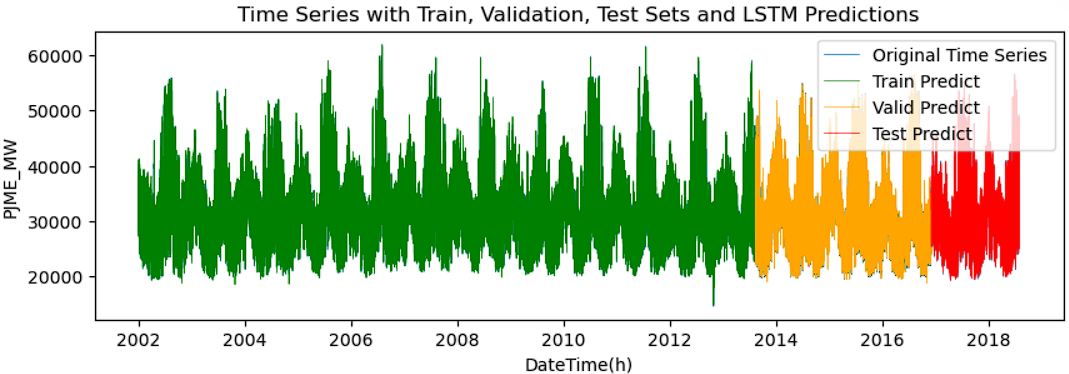 Time Series with Train, Validation, Test Sets and LSTM Predictions
PJME_MW
60000
50000
40000
30000
20000
Original Time Series
Train Predict
Valid Predict
Test Predict
2002 2004 2006 2008 2010 2012 2014 2016 2018
DateTime(h)